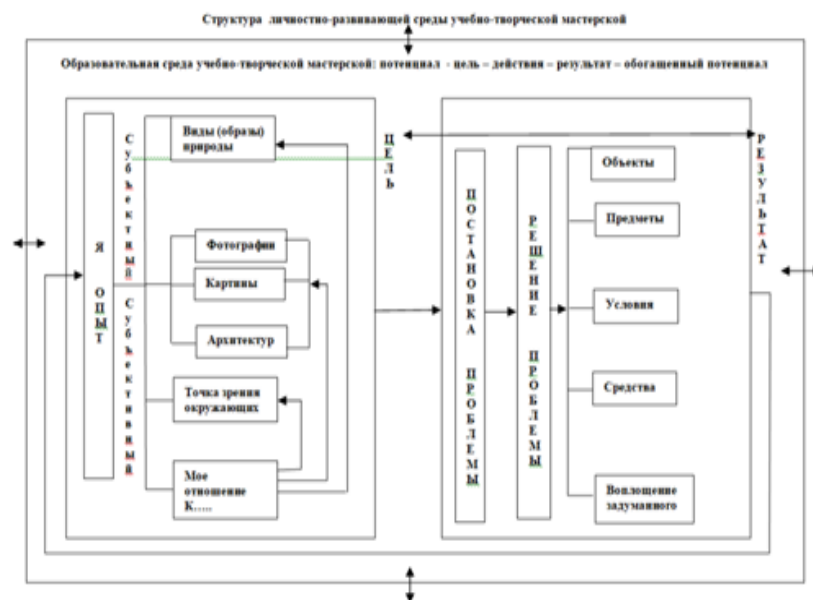 Структура личностно-развивающей среды учебно-творческой мастерской
Образовательная среда учебно-творческой мастерской: потенциал - цель – действия – результат – обогащенный потенциал
Я ОПЫТ
Субъектный Субъективный
Виды (образы)
природы
Фотографии
Картины
Архитектур
Точка зрения
окружающих
Мое
отношение
К…..
ЦЕЛЬ
ПОСТАНОВКА ПРОБЛЕМЫ
РЕШЕНИЕ ПРОБЛЕМЫ
Объекты
Предметы
Условия
Средства
Воплощение
задуманного
РЕЗУЛЬТАТ